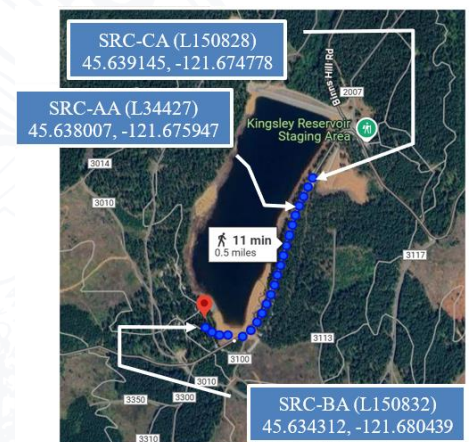 SRC-CA (L150828)
45.639145, -121.674778
SRC-AA (L34427)
45.638007, -121.675947
Burns Hill Rd
2007
Kingsley Reservoir
Staging Area
3014
3010
11 min
0.5 miles
3117
3113
3100
3010
3350
3300
3310
SRC-BA (L150832)
45.634312, -121.680439